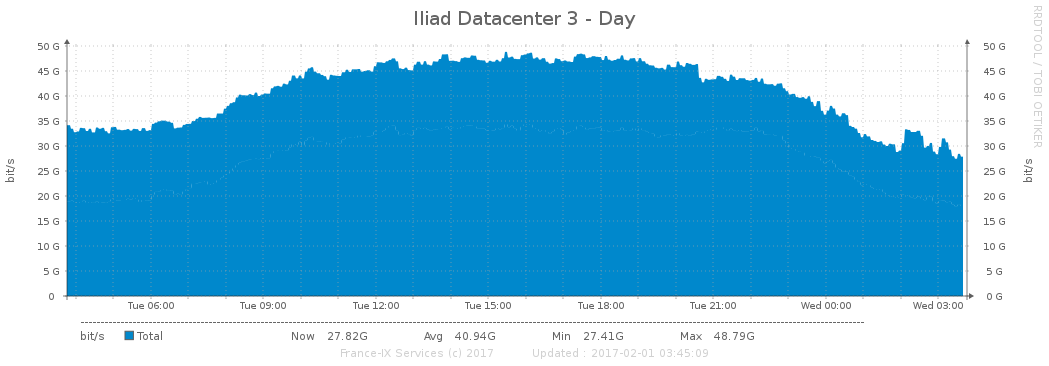 Iliad Datacenter 3 - Day
RRDTOOL / TOBI OETIKER
50 G 50 G
45 G 45 G
40 G 40 G
35 G 35 G
30 G 30 G
25 G 25 G
20 G 20 G
15 G 15 G
10 G 10 G
5 G 5 G
0 0 G
bit/s
bit/s
Tue 06:00 Tue 09:00 Tue 12:00 Tue 15:00 Tue 18:00 Tue 21:00 Wed 00:00 Wed 03:00
bit/s Total Now 27.82G Avg 40.94G Min 27.41G Max 48.79G
France-IX Services (c) 2017 Updated : 2017-02-01 03:45:09